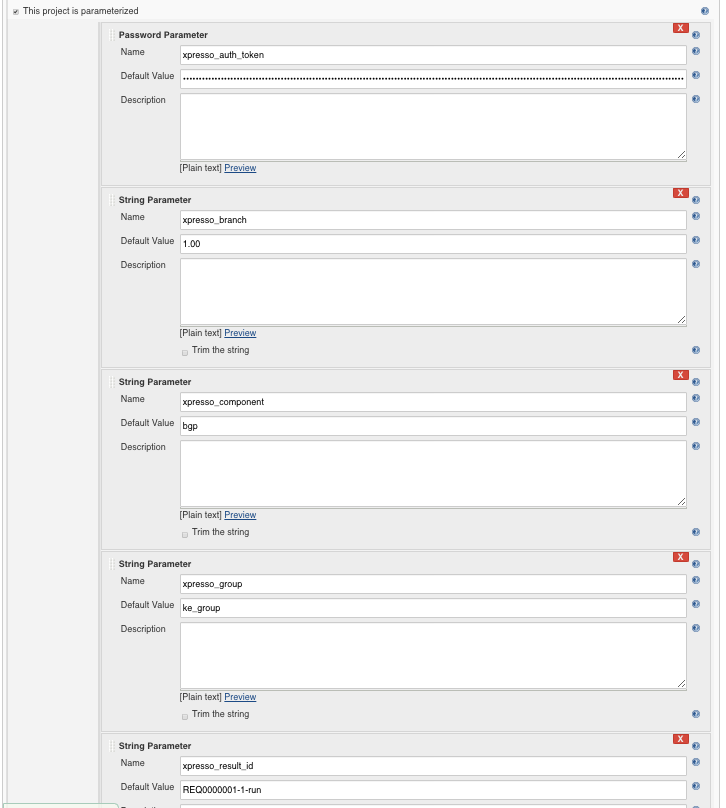 This project is parameterized
X
Password Parameter
Name
xpresso_auth_token
Default Value
Description
[Plain text] Preview
X
String Parameter
Name
xpresso_branch
Default Value
1.00
Description
[Plain text] Preview
Trim the string
X
String Parameter
Name
xpresso_component
Default Value
bgp
Description
[Plain text] Preview
Trim the string
X
String Parameter
Name
xpresso_group
Default Value
ke_group
Description
[Plain text] Preview
Trim the string
X
String Parameter
Name
xpresso_result_id
Default Value
REQ0000001-1-run